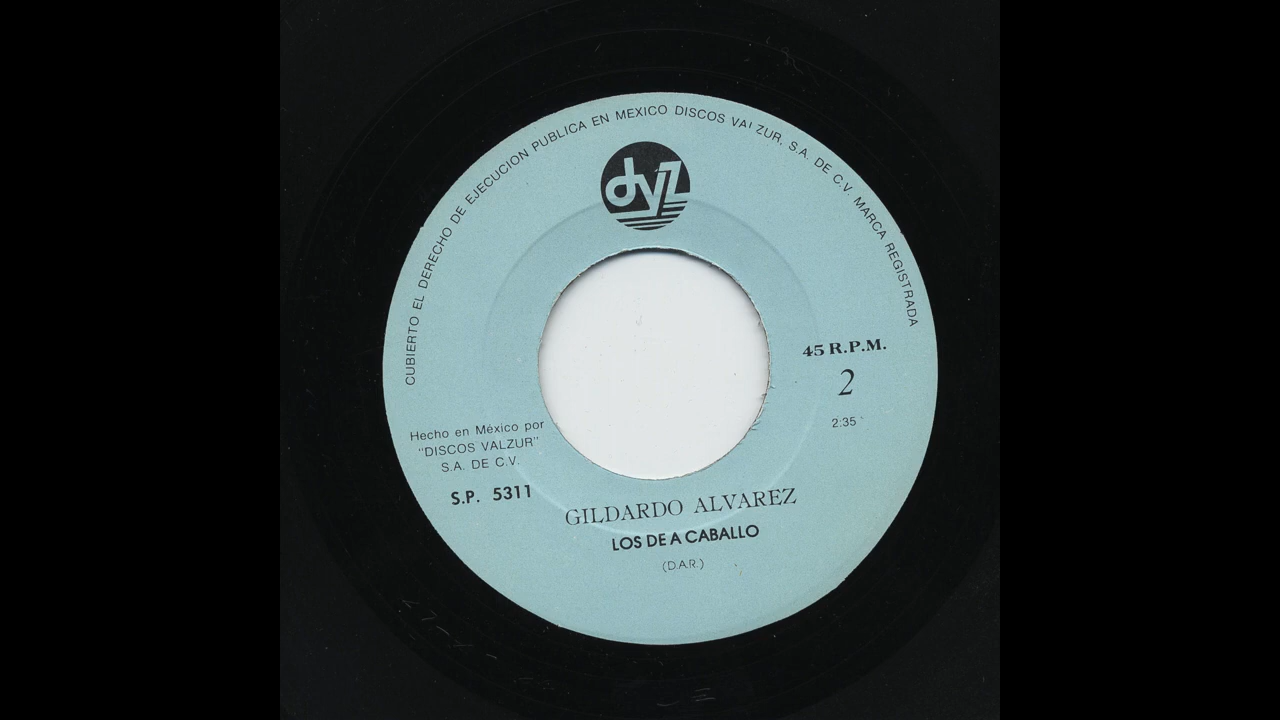 CUBIERTO EL DERECHO DE EJECUCION PUBLICA EN MEXICO DISCOS VALZUR, S.A. DE C.V. MARCA REGISTRADA
dyz
45 R.P.M.
2
2:35
Hecho en México por
"DISCOS VALZUR"
S.A. DE C.V.
S.P. 5311
GILDARDO ALVAREZ
LOS DE A CABALLO
(D.A.R.)